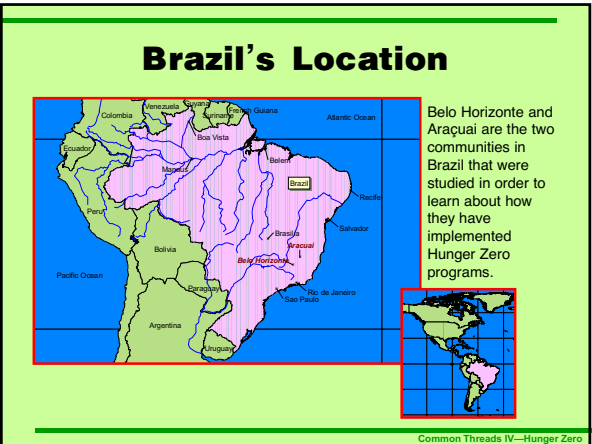 Brazil's Location
Venezuela
Guyana
Suriname
French Guiana
Colombia
Atlantic Ocean
Boa Vista
Ecuador
Belem
Manaus
Brazil
Recife
Peru
Salvador
Brasilia
Aracuai
Bolivia
Belo Horizonte
Pacific Ocean
Paraguay
Rio de Janeiro
Sao Paulo
Argentina
Uruguay
Belo Horizonte and
Araçuai are the two
communities in
Brazil that were
studied in order to
learn about how
they have
implemented
Hunger Zero
programs.
Common Threads IV—Hunger Zero